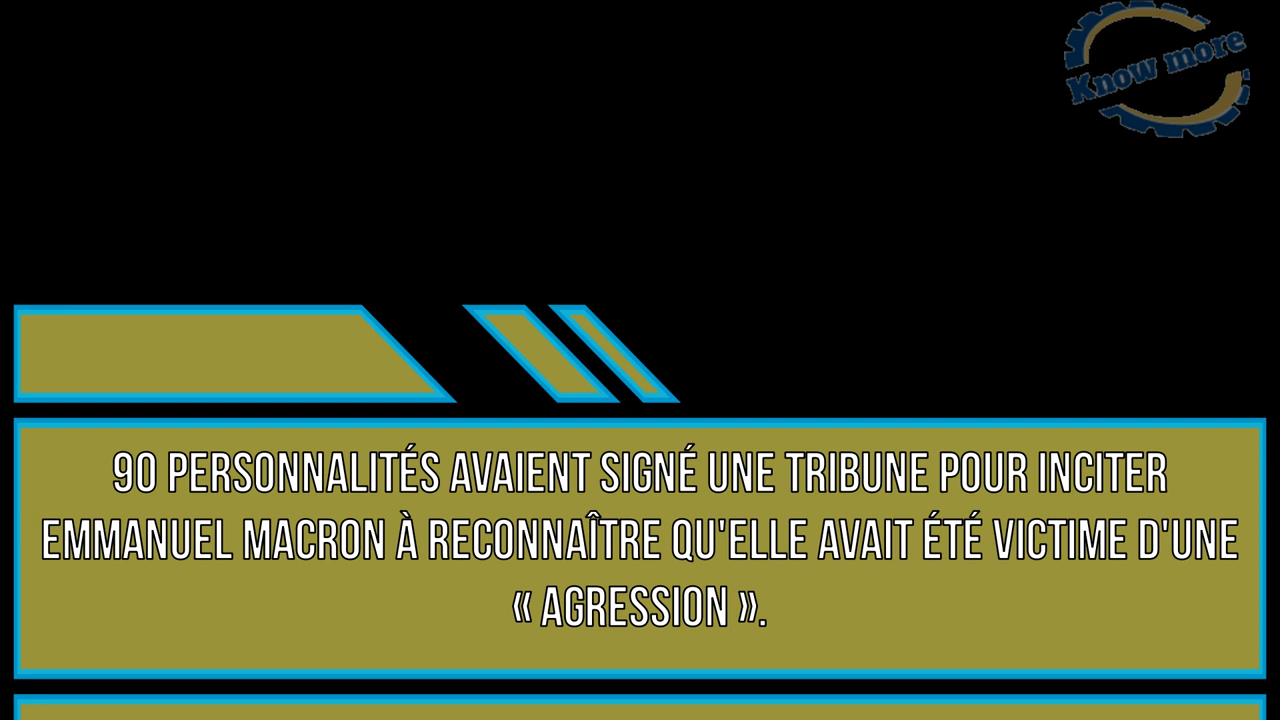 Know more
90 PERSONNALITÉS AVAIENT SIGNÉ UNE TRIBUNE POUR INCITER
EMMANUEL MACRON À RECONNAÎTRE QU'ELLE AVAIT ÉTÉ VICTIME D'UNE
« AGRESSION ».